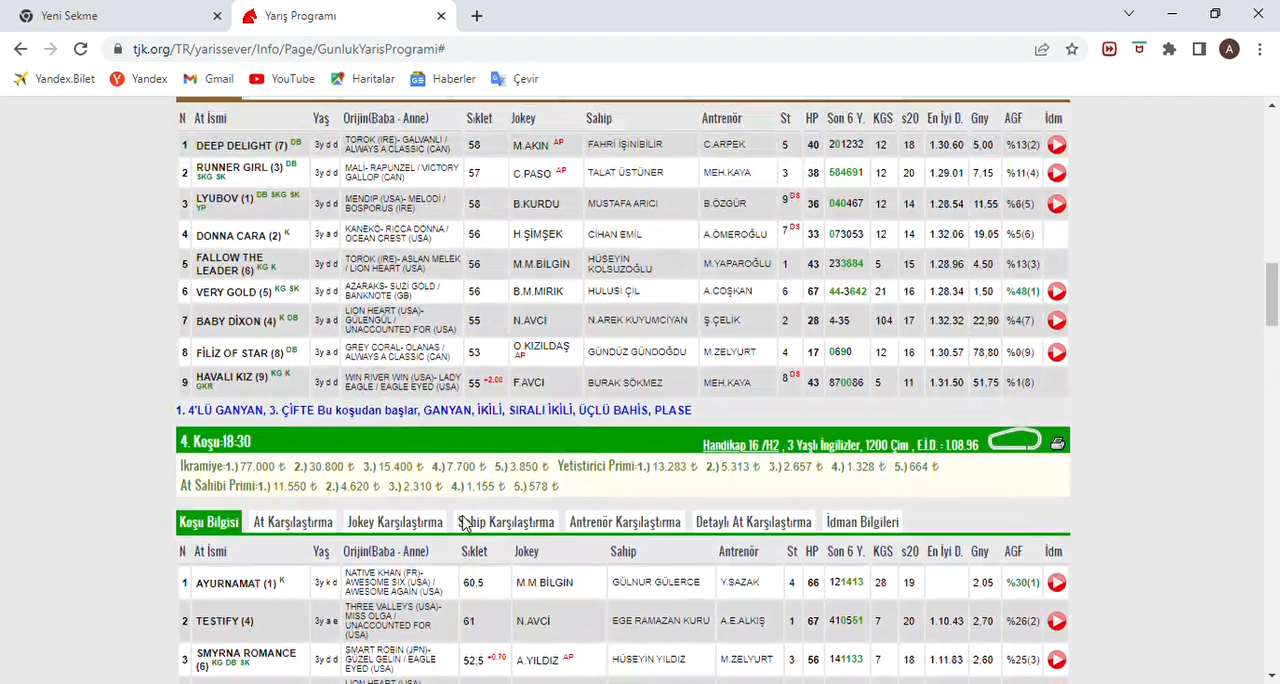 Yeni Sekme
Yarış Programı
tjk.org/TR/yarissever/Info/Page/GunlukYarisProgrami#
A
Yandex.Bilet Yandex Gmail YouTube Haritalar Haberler Çevir
N At İsmi Yaş Orijin(Baba - Anne) Sıklet Jokey Sahip Antrenör St HP Son 6 Y. KGS s20 En İyi D. Gny AGF İdm
1 DEEP DELIGHT (7) DB 3y d d TOROK (IRE)- GALVANLI / ALWAYS A CLASSIC (CAN) 58 M.AKIN AP FAHRİ İŞİNİBİLİR C.ARPEK 5 40 201232 12 18 1.30.60 5,00 %13(2)
2 RUNNER GIRL (3) DB SKG SK 3y d d MALİ- RAPUNZEL / VICTORY GALLOP (CAN) 57 C.PASO AP TALAT ÜSTÜNER MEH.KAYA 3 38 584691 12 20 1.29.01 7,15 %11(4)
3 LYUBOV (1) DB SKG SK YP 3y d d MENDIP (USA)- MELODİ / BOSPORUS (IRE) 58 B.KURDU MUSTAFA ARICI B.ÖZGÜR 9 DS 36 040467 12 14 1.28.54 11,55 %6(5)
4 DONNA CARA (2) K 3y a d KANEKO- RICCA DONNA / OCEAN CREST (USA) 56 H.ŞİMŞEK CİHAN EMİL A.ÖMEROĞLU 7 DS 33 073053 12 14 1.32.06 19,05 %5(6)
5 FALLOW THE LEADER (6) KG K 3y d d TOROK (IRE)- ASLAN MELEK / LION HEART (USA) 56 M.M.BİLGİN HÜSEYİN KOLSUZOĞLU M.YAPAROĞLU 1 43 233884 5 15 1.28.96 4,50 %13(3)
6 VERY GOLD (5) KG SK 3y d d AZARAKS- SUZİ GOLD / BANKNOTE (GB) 56 B.M.MIRIK HULUSİ ÇİL A.COŞKAN 6 67 44-3642 21 16 1.28.34 1,50 %48(1)
7 BABY DİXON (4) K DB 3y a d LION HEART (USA)- GÜLENGÜL / UNACCOUNTED FOR (USA) 55 N.AVCİ N.AREK KUYUMCİYAN Ş.ÇELİK 2 28 4-35 104 17 1.32.32 22,90 %4(7)
8 FİLİZ OF STAR (8) DB 3y a d GREY CORAL- OLANAS / ALWAYS A CLASSIC (CAN) 53 O KIZILDAŞ AP GÜNDÜZ GÜNDOĞDU M.ZELYURT 4 17 0690 12 16 1.30.57 78,80 %0(9)
9 HAVALI KIZ (9) KG K GKR 3y d d WIN RIVER WIN (USA)- LADY EAGLE / EAGLE EYED (USA) 55 +2.00 F.AVCI BURAK SÖKMEZ MEH.KAYA 8 DS 43 870086 5 11 1.31.50 51,75 %1(8)
1. 4'LÜ GANYAN, 3. ÇİFTE Bu koşudan başlar, GANYAN, İKİLİ, SIRALI İKİLİ, ÜÇLÜ BAHİS, PLASE
4. Koşu:18:30 Handikap 16 /H2 , 3 Yaşlı İngilizler, 1200 Çim , E.İ.D. : 1.08.96
Ikramiye:1.) 77.000 ₺ 2.) 30.800 ₺ 3.) 15.400 ₺ 4.) 7.700 ₺ 5.) 3.850 ₺ Yetistirici Primi:1.) 13.283 ₺ 2.) 5.313 ₺ 3.) 2.657 ₺ 4.) 1.328 ₺ 5.) 664 ₺
At Sahibi Primi:1.) 11.550 ₺ 2.) 4.620 ₺ 3.) 2.310 ₺ 4.) 1.155 ₺ 5.) 578 ₺
Koşu Bilgisi At Karşılaştırma Jokey Karşılaştırma Sahip Karşılaştırma Antrenör Karşılaştırma Detaylı At Karşılaştırma İdman Bilgileri
N At İsmi Yaş Orijin(Baba - Anne) Sıklet Jokey Sahip Antrenör St HP Son 6 Y. KGS s20 En İyi D. Gny AGF İdm
1 AYURNAMAT (1) K 3y k d NATIVE KHAN (FR)- AWESOME SIX (USA) / AWESOME AGAIN (USA) 60,5 M.M.BİLGİN GÜLNUR GÜLERCE Y.SAZAK 4 66 121413 28 19 2,05 %30(1)
2 TESTIFY (4) 3y a e THREE VALLEYS (USA)- MISS OLGA / UNACCOUNTED FOR (USA) 61 N.AVCİ EGE RAMAZAN KURU A.E.ALKIŞ 1 67 410551 7 20 1.10.43 2,70 %26(2)
3 SMYRNA ROMANCE (6) KG DB SK 3y d d SMART ROBIN (JPN)- GÜZEL GELİN / EAGLE EYED (USA) 52,5 +0.70 A.YILDIZ AP HÜSEYİN YILDIZ M.ZELYURT 3 56 141133 7 18 1.11.83 2,60 %25(3)